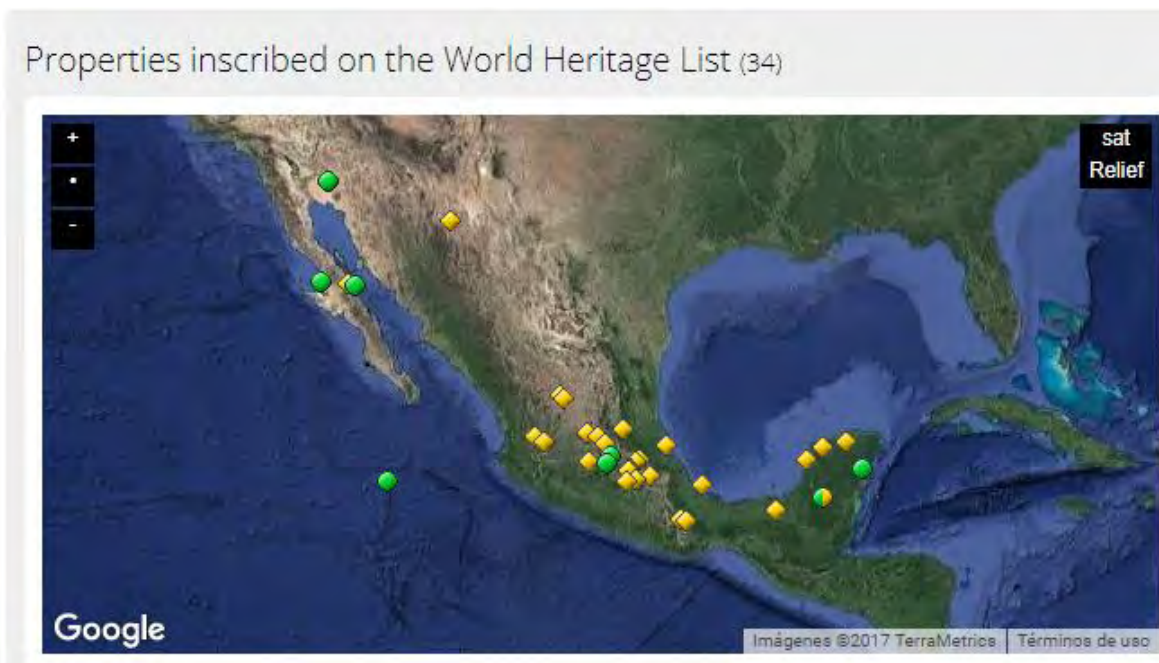 Properties inscribed on the World Heritage List (34)
+
sat
Relief
-
Google
Imágenes ©2017 TerraMetrics
Términos de uso